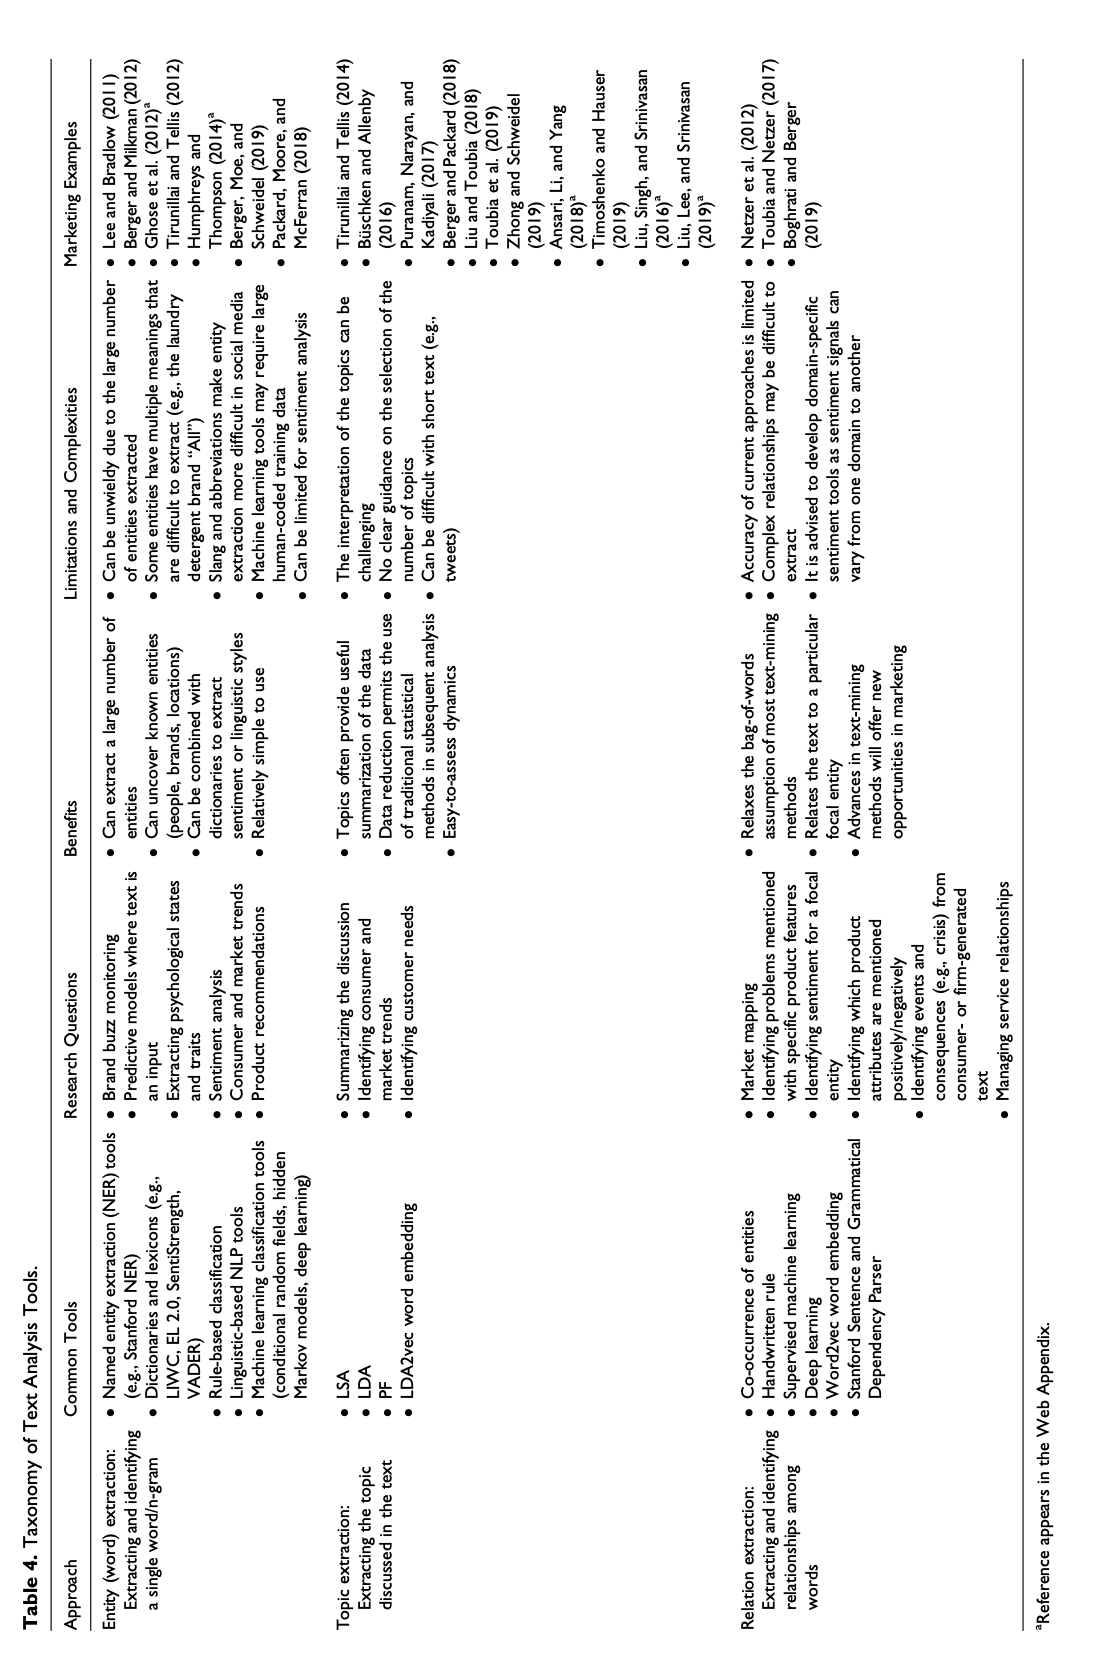 Table 4. Taxonomy of Text Analysis Tools.
Approach
Common Tools
Research Questions
Benefits
Limitations and Complexities
Marketing Examples
Entity (word) extraction:
Extracting and identifying
a single word/n-gram
● Named entity extraction (NER) tools
(e.g., Stanford NER)
● Dictionaries and lexicons (e.g.,
LIWC, EL 2.0, SentiStrength,
VADER)
● Rule-based classification
● Linguistic-based NLP tools
● Machine learning classification tools
(conditional random fields, hidden
Markov models, deep learning)
● Brand buzz monitoring
● Predictive models where text is
an input
● Extracting psychological states
and traits
● Sentiment analysis
● Consumer and market trends
● Product recommendations
● Can extract a large number of
entities
● Can uncover known entities
(people, brands, locations)
● Can be combined with
dictionaries to extract
sentiment or linguistic styles
● Relatively simple to use
● Can be unwieldy due to the large number
of entities extracted
● Some entities have multiple meanings that
are difficult to extract (e.g., the laundry
detergent brand “All”)
● Slang and abbreviations make entity
extraction more difficult in social media
● Machine learning tools may require large
human-coded training data
● Can be limited for sentiment analysis
● Lee and Bradlow (2011)
● Berger and Milkman (2012)
● Ghose et al. (2012)ᵃ
● Tirunillai and Tellis (2012)
● Humphreys and
Thompson (2014)ᵃ
● Berger, Moe, and
Schweidel (2019)
● Packard, Moore, and
McFerran (2018)
Topic extraction:
Extracting the topic
discussed in the text
● LSA
● LDA
● PF
● LDA2vec word embedding
● Summarizing the discussion
● Identifying consumer and
market trends
● Identifying customer needs
● Topics often provide useful
summarization of the data
● Data reduction permits the use
of traditional statistical
methods in subsequent analysis
● Easy-to-assess dynamics
● The interpretation of the topics can be
challenging
● No clear guidance on the selection of the
number of topics
● Can be difficult with short text (e.g.,
tweets)
● Tirunillai and Tellis (2014)
● Büschken and Allenby
(2016)
● Puranam, Narayan, and
Kadiyali (2017)
● Berger and Packard (2018)
● Liu and Toubia (2018)
● Toubia et al. (2019)
● Zhong and Schweidel
(2019)
● Ansari, Li, and Yang
(2018)ᵃ
● Timoshenko and Hauser
(2019)
● Liu, Singh, and Srinivasan
(2016)ᵃ
● Liu, Lee, and Srinivasan
(2019)ᵃ
Relation extraction:
Extracting and identifying
relationships among
words
● Co-occurrence of entities
● Handwritten rule
● Supervised machine learning
● Deep learning
● Word2vec word embedding
● Stanford Sentence and Grammatical
Dependency Parser
● Market mapping
● Identifying problems mentioned
with specific product features
● Identifying sentiment for a focal
entity
● Identifying which product
attributes are mentioned
positively/negatively
● Identifying events and
consequences (e.g., crisis) from
consumer- or firm-generated
text
● Managing service relationships
● Relaxes the bag-of-words
assumption of most text-mining
methods
● Relates the text to a particular
focal entity
● Advances in text-mining
methods will offer new
opportunities in marketing
● Accuracy of current approaches is limited
● Complex relationships may be difficult to
extract
● It is advised to develop domain-specific
sentiment tools as sentiment signals can
vary from one domain to another
● Netzer et al. (2012)
● Toubia and Netzer (2017)
● Boghrati and Berger
(2019)
ᵃReference appears in the Web Appendix.